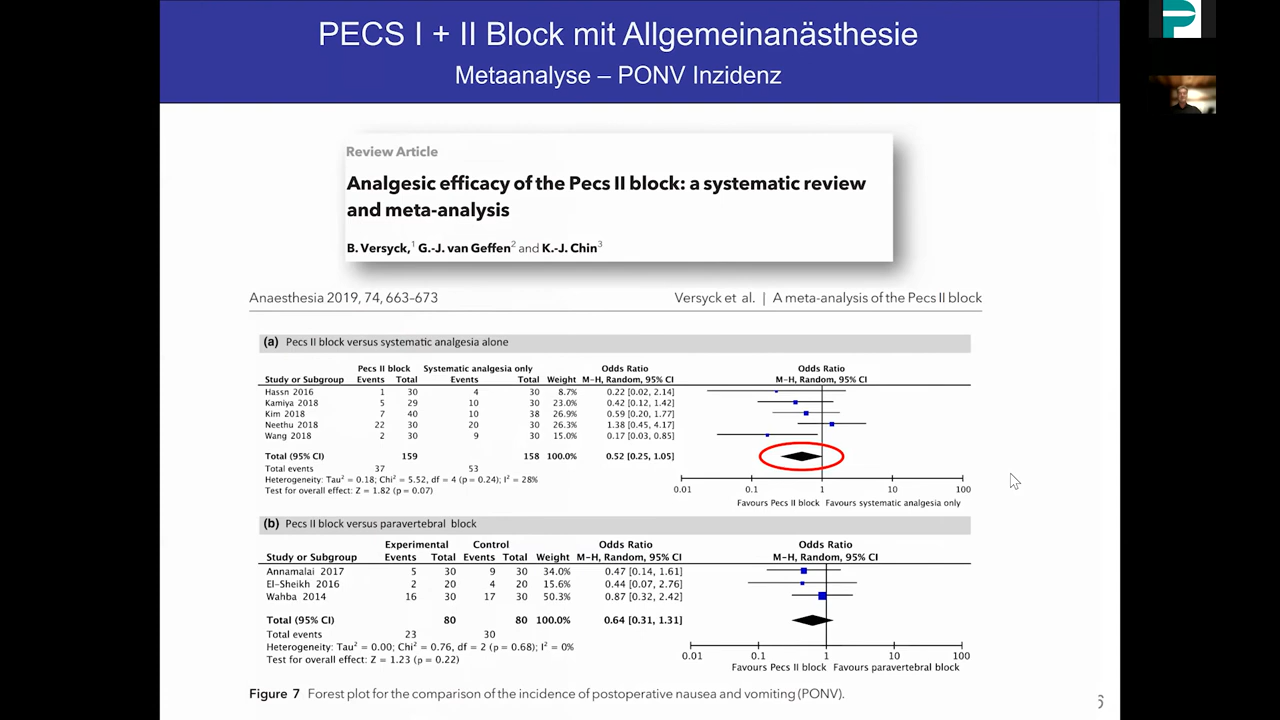 PECS I + II Block mit Allgemeinanästhesie
Metaanalyse – PONV Inzidenz
Review Article
Analgesic efficacy of the Pecs II block: a systematic review
and meta-analysis
B. Versyck,1 G.-J. van Geffen2 and K.-J. Chin3
Anaesthesia 2019, 74, 663–673 Versyck et al. | A meta-analysis of the Pecs II block
(a) Pecs II block versus systematic analgesia alone
Pecs II block Systematic analgesia only Odds Ratio Odds Ratio
Study or Subgroup Events Total Events Total Weight M-H, Random, 95% CI M-H, Random, 95% CI
Hassn 2016 1 30 4 30 8.7% 0.22 [0.02, 2.14]
Kamiya 2018 5 29 10 30 23.0% 0.42 [0.12, 1.42]
Kim 2018 7 40 10 38 26.9% 0.59 [0.20, 1.77]
Neethu 2018 22 30 20 30 26.3% 1.38 [0.45, 4.17]
Wang 2018 2 30 9 30 15.0% 0.17 [0.03, 0.85]
Total (95% CI) 159 158 100.0% 0.52 [0.25, 1.05]
Total events 37 53
Heterogeneity: Tau² = 0.18; Chi² = 5.52, df = 4 (p = 0.24); I² = 28%
Test for overall effect: Z = 1.82 (p = 0.07)
0.01 0.1 1 10 100
Favours Pecs II block Favours systematic analgesia only
(b) Pecs II block versus paravertebral block
Experimental Control Odds Ratio Odds Ratio
Study or Subgroup Events Total Events Total Weight M-H, Random, 95% CI M-H, Random, 95% CI
Annamalai 2017 5 30 9 30 34.0% 0.47 [0.14, 1.61]
El-Sheikh 2016 2 20 4 20 15.6% 0.44 [0.07, 2.76]
Wahba 2014 16 30 17 30 50.3% 0.87 [0.32, 2.42]
Total (95% CI) 80 80 100.0% 0.64 [0.31, 1.31]
Total events 23 30
Heterogeneity: Tau² = 0.00; Chi² = 0.76, df = 2 (p = 0.68); I² = 0%
Test for overall effect: Z = 1.23 (p = 0.22)
0.01 0.1 1 10 100
Favours Pecs II block Favours paravertebral block
Figure 7 Forest plot for the comparison of the incidence of postoperative nausea and vomiting (PONV).